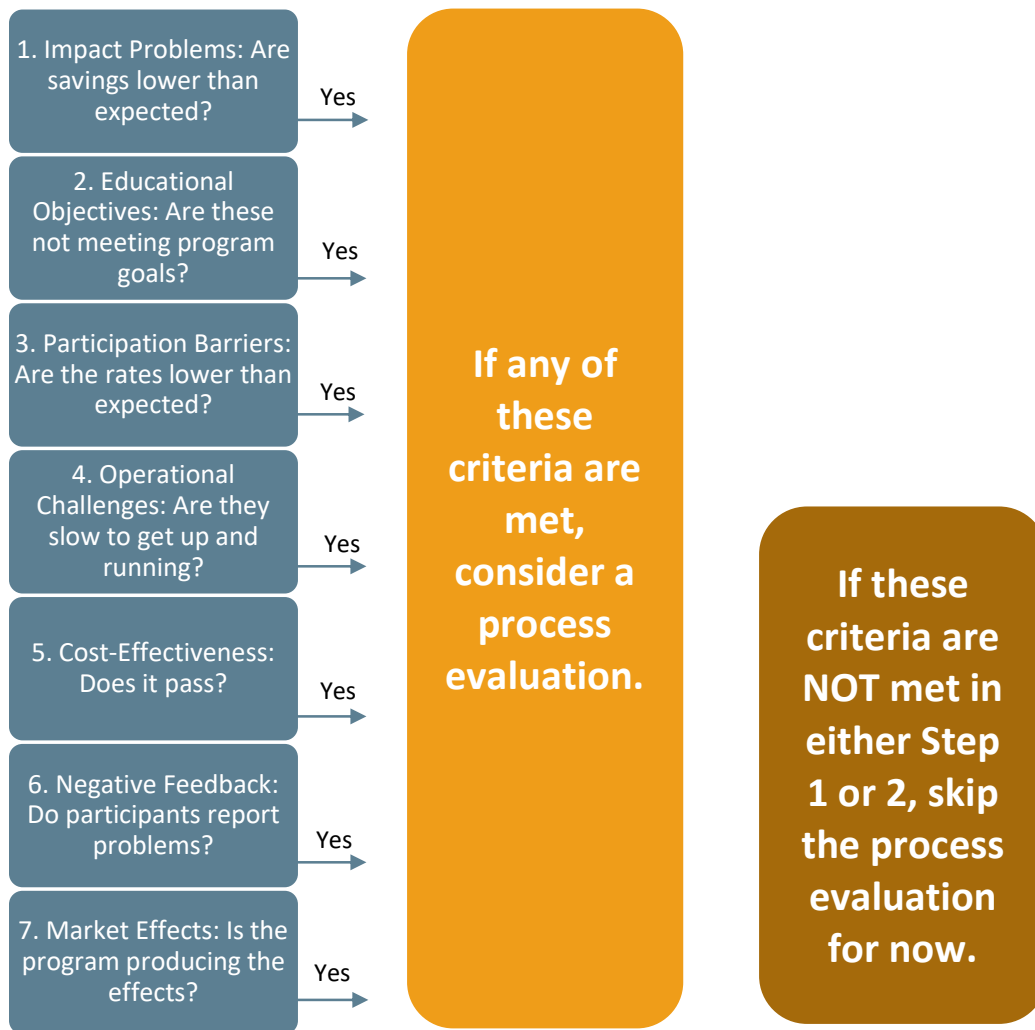 1. Impact Problems: Are
savings lower than
expected?
Yes
2. Educational
Objectives: Are these
not meeting program
goals?
Yes
3. Participation Barriers:
Are the rates lower than
expected?
Yes
4. Operational
Challenges: Are they
slow to get up and
running?
Yes
5. Cost-Effectiveness:
Does it pass?
Yes
6. Negative Feedback:
Do participants report
problems?
Yes
7. Market Effects: Is the
program producing the
effects?
Yes
If any of
these
criteria are
met,
consider a
process
evaluation.
If these
criteria are
NOT met in
either Step
1 or 2, skip
the process
evaluation
for now.